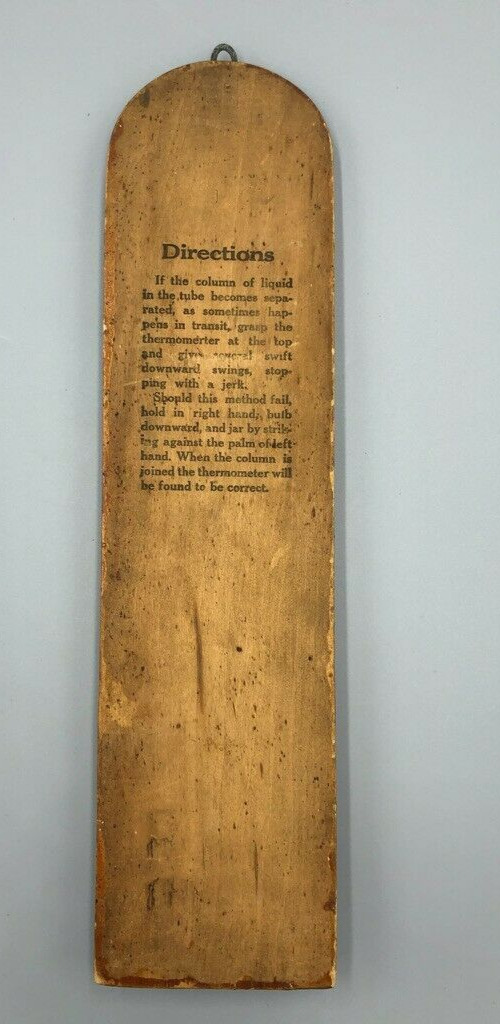 Directions
If the column of liquid
in the tube becomes sepa-
rated, as sometimes hap-
pens in transit, grasp the
thermometer at the top
and give several swift
downward swings, stop-
ping with a jerk.
Should this method fail,
hold in right hand, bulb
downward, and jar by strik-
ing against the palm of left
hand. When the column is
joined the thermometer will
be found to be correct.